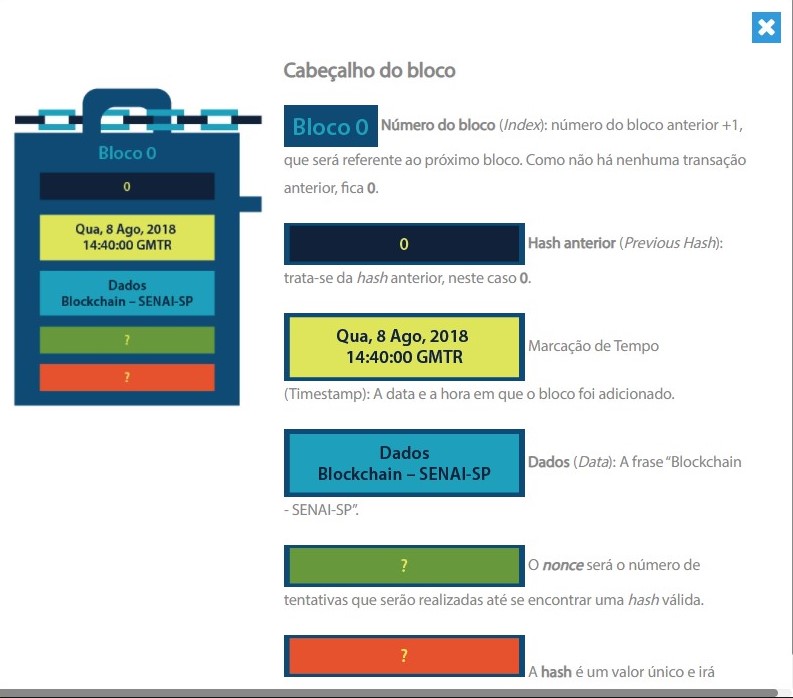 Cabeçalho do bloco
Bloco 0
0
Qua, 8 Ago, 2018
14:40:00 GMTR
Dados
Blockchain – SENAI-SP
?
?
Bloco 0 Número do bloco (Index): número do bloco anterior +1,
que será referente ao próximo bloco. Como não há nenhuma transação
anterior, fica 0.
0 Hash anterior (Previous Hash):
trata-se da hash anterior, neste caso 0.
Qua, 8 Ago, 2018
14:40:00 GMTR
Marcação de Tempo
(Timestamp): A data e a hora em que o bloco foi adicionado.
Dados
Blockchain – SENAI-SP
Dados (Data): A frase “Blockchain
- SENAI-SP”.
? O nonce será o número de
tentativas que serão realizadas até se encontrar uma hash válida.
?
A hash é um valor único e irá